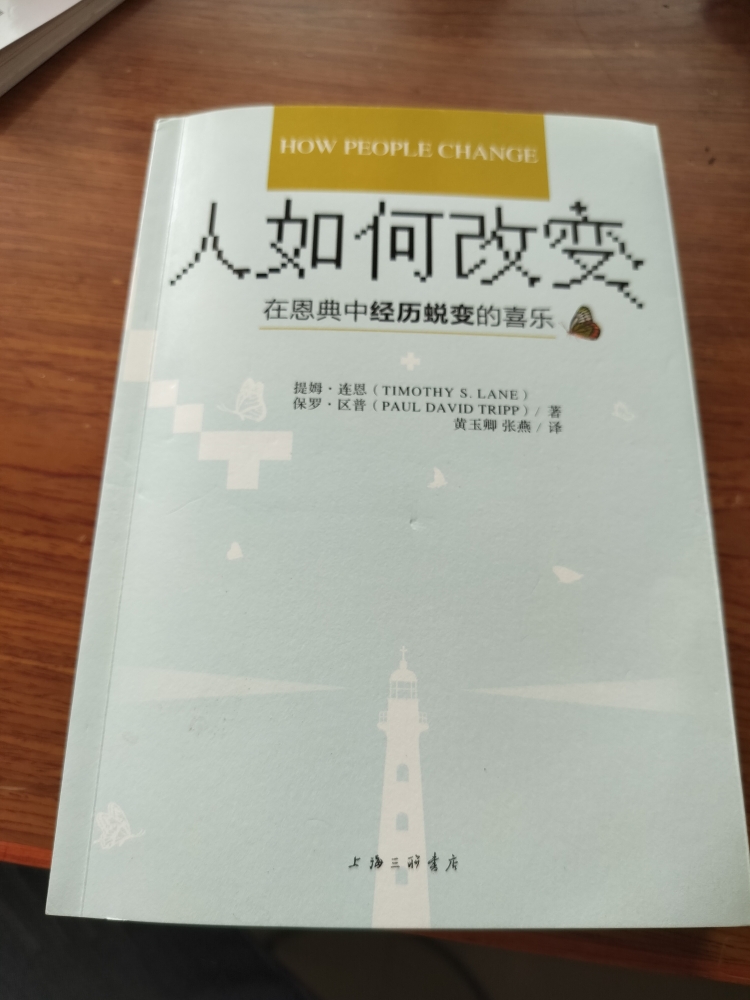 HOW PEOPLE CHANGE
人如何改变
在恩典中经历蜕变的喜乐
提姆·连恩（TIMOTHY S. LANE）
保罗·区普（PAUL DAVID TRIPP）/ 著
黄玉卿 张燕 / 译
上海三联书店